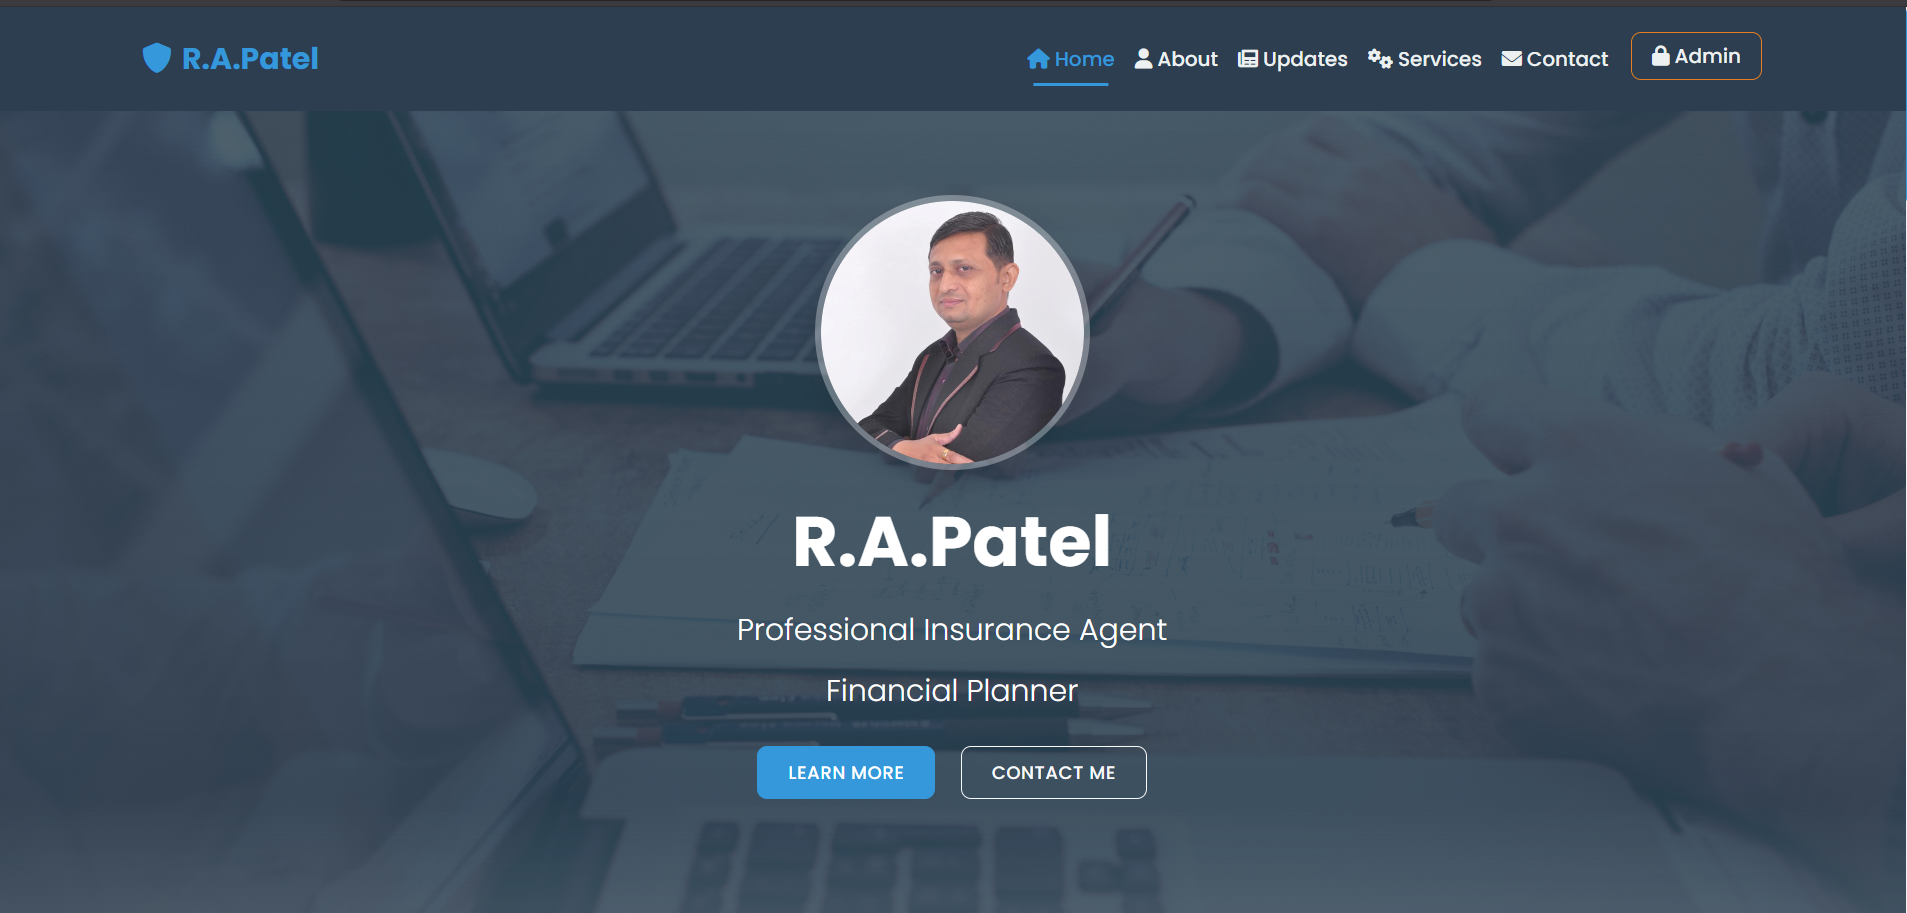 R.A.Patel
Home About Updates Services Contact Admin
R.A.Patel
Professional Insurance Agent
Financial Planner
LEARN MORE CONTACT ME